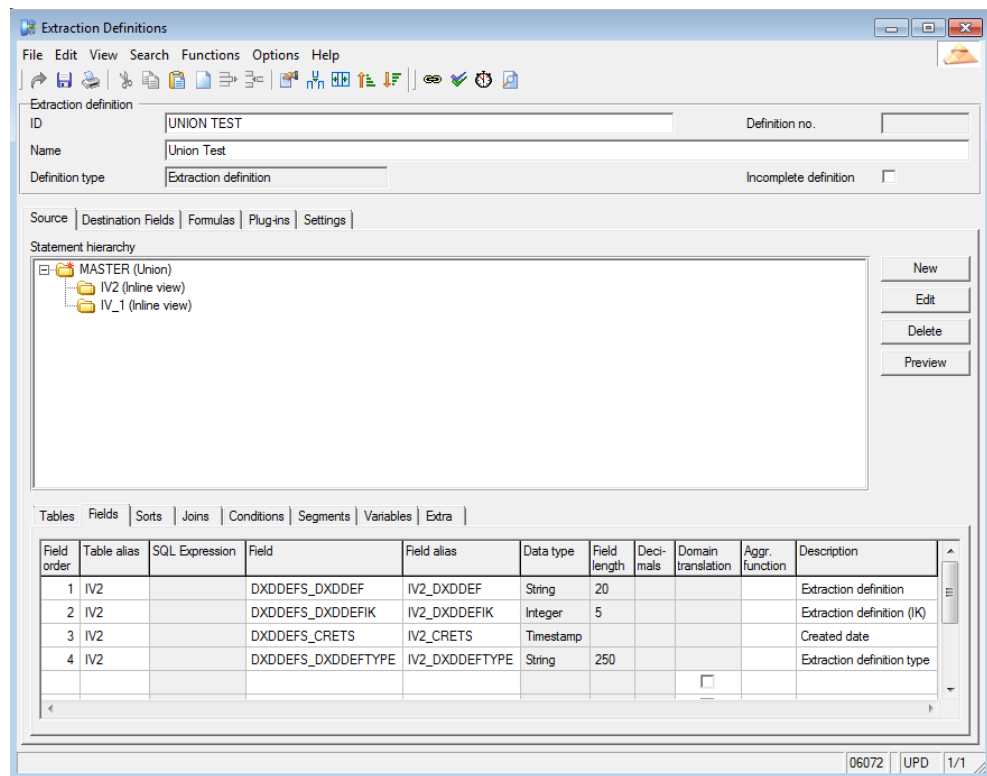 Extraction Definitions
File Edit View Search Functions Options Help
Extraction definition
ID UNION TEST Definition no.
Name Union Test
Definition type Extraction definition Incomplete definition
Source Destination Fields Formulas Plug-ins Settings
Statement hierarchy
MASTER (Union) New
IV2 (Inline view)
IV_1 (Inline view) Edit
Delete
Preview
Tables Fields Sorts Joins Conditions Segments Variables Extra
Field order Table alias SQL Expression Field Field alias Data type Field length Deci- mals Domain translation Aggr. function Description
1 IV2 DXDDEFS_DXDDEF IV2_DXDDEF String 20 Extraction definition
2 IV2 DXDDEFS_DXDDEFIK IV2_DXDDEFIK Integer 5 Extraction definition (IK)
3 IV2 DXDDEFS_CRETS IV2_CRETS Timestamp Created date
4 IV2 DXDDEFS_DXDDEFTYPE IV2_DXDDEFTYPE String 250 Extraction definition type
06072 UPD 1/1